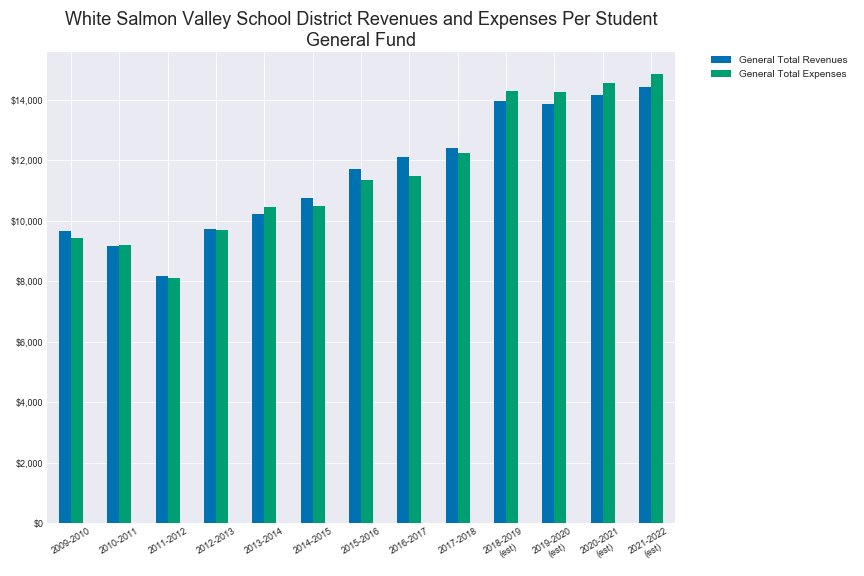 White Salmon Valley School District Revenues and Expenses Per Student
General Fund
General Total Revenues
General Total Expenses
$14,000
$12,000
$10,000
$8,000
$6,000
$4,000
$2,000
$0
2009-2010
2010-2011
2011-2012
2012-2013
2013-2014
2014-2015
2015-2016
2016-2017
2017-2018
2018-2019
(est)
2019-2020
(est)
2020-2021
(est)
2021-2022
(est)